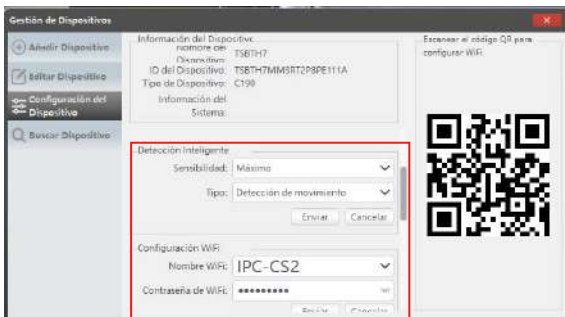 Gestión de Dispositivos
Añadir Dispositivo
Editar Dispositivo
Configuración del
Dispositivo
Buscar Dispositivo
Información del Dispositivo
nombre del
Dispositivo: TSBTH7
ID del Dispositivo:
Tipo de Dispositivo: C190
Información del
Sistema:
Detección Inteligente
Sensibilidad: Máximo
Tipo: Detección de movimiento
Enviar Cancelar
Configuración WiFi
Nombre WiFi: IPC-CS2
Contraseña de WiFi: •••••••••
Enviar Cancelar
Escanear el código QR para
configurar WiFi